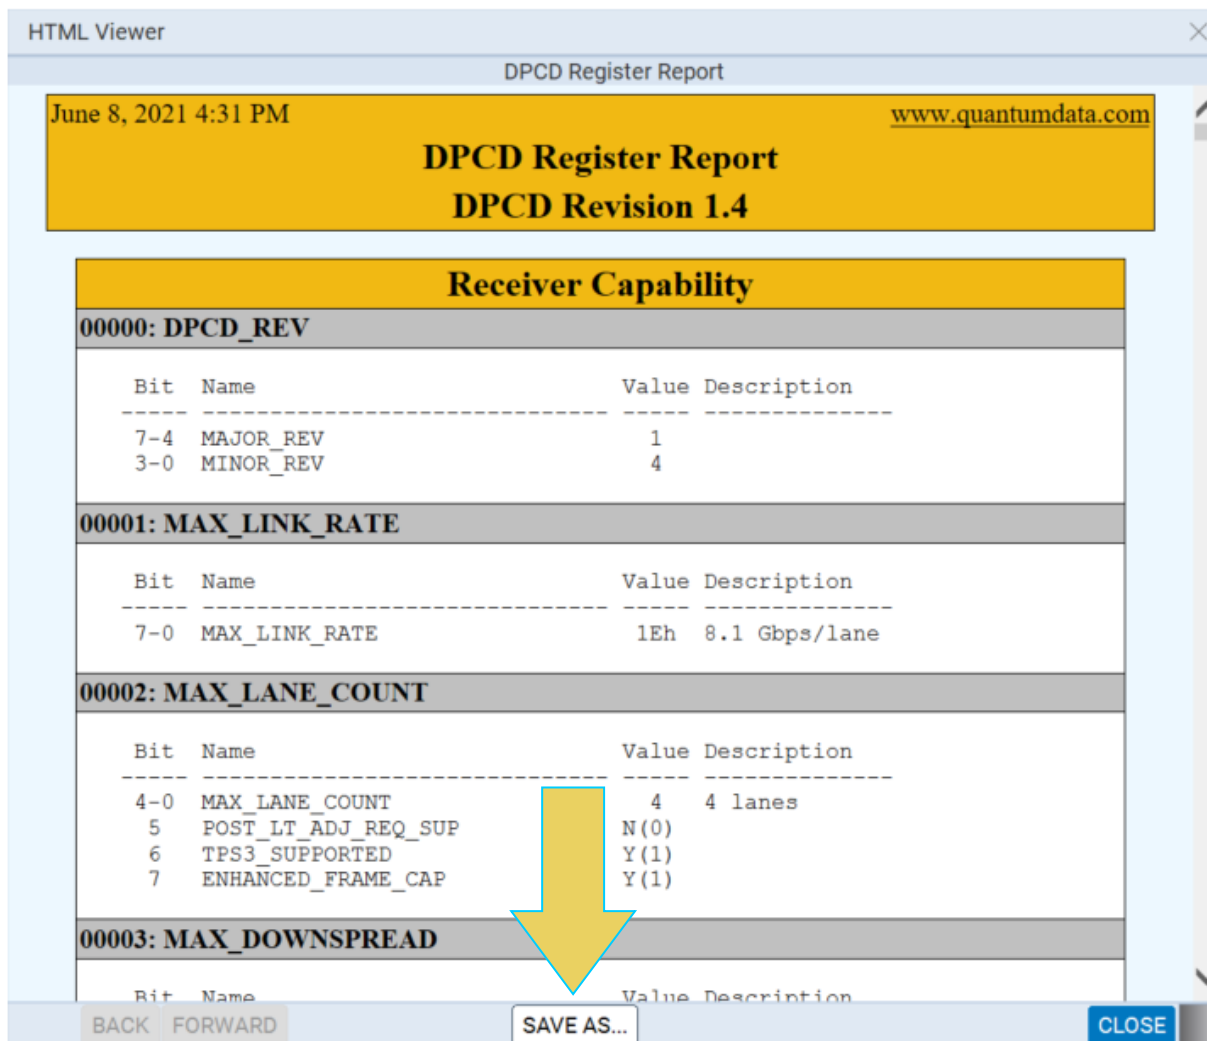 HTML Viewer
DPCD Register Report
June 8, 2021 4:31 PM www.quantumdata.com
DPCD Register Report
DPCD Revision 1.4
Receiver Capability
00000: DPCD_REV
Bit Name Value Description
----- ------------------------------ ----- --------------
7-4 MAJOR_REV 1
3-0 MINOR_REV 4
00001: MAX_LINK_RATE
Bit Name Value Description
----- ------------------------------ ----- --------------
7-0 MAX_LINK_RATE 1Eh 8.1 Gbps/lane
00002: MAX_LANE_COUNT
Bit Name Value Description
----- ------------------------------ ----- --------------
4-0 MAX_LANE_COUNT 4 4 lanes
5 POST_LT_ADJ_REQ_SUP N(0)
6 TPS3_SUPPORTED Y(1)
7 ENHANCED_FRAME_CAP Y(1)
00003: MAX_DOWNSPREAD
Bit Name Value Description
BACK FORWARD SAVE AS... CLOSE